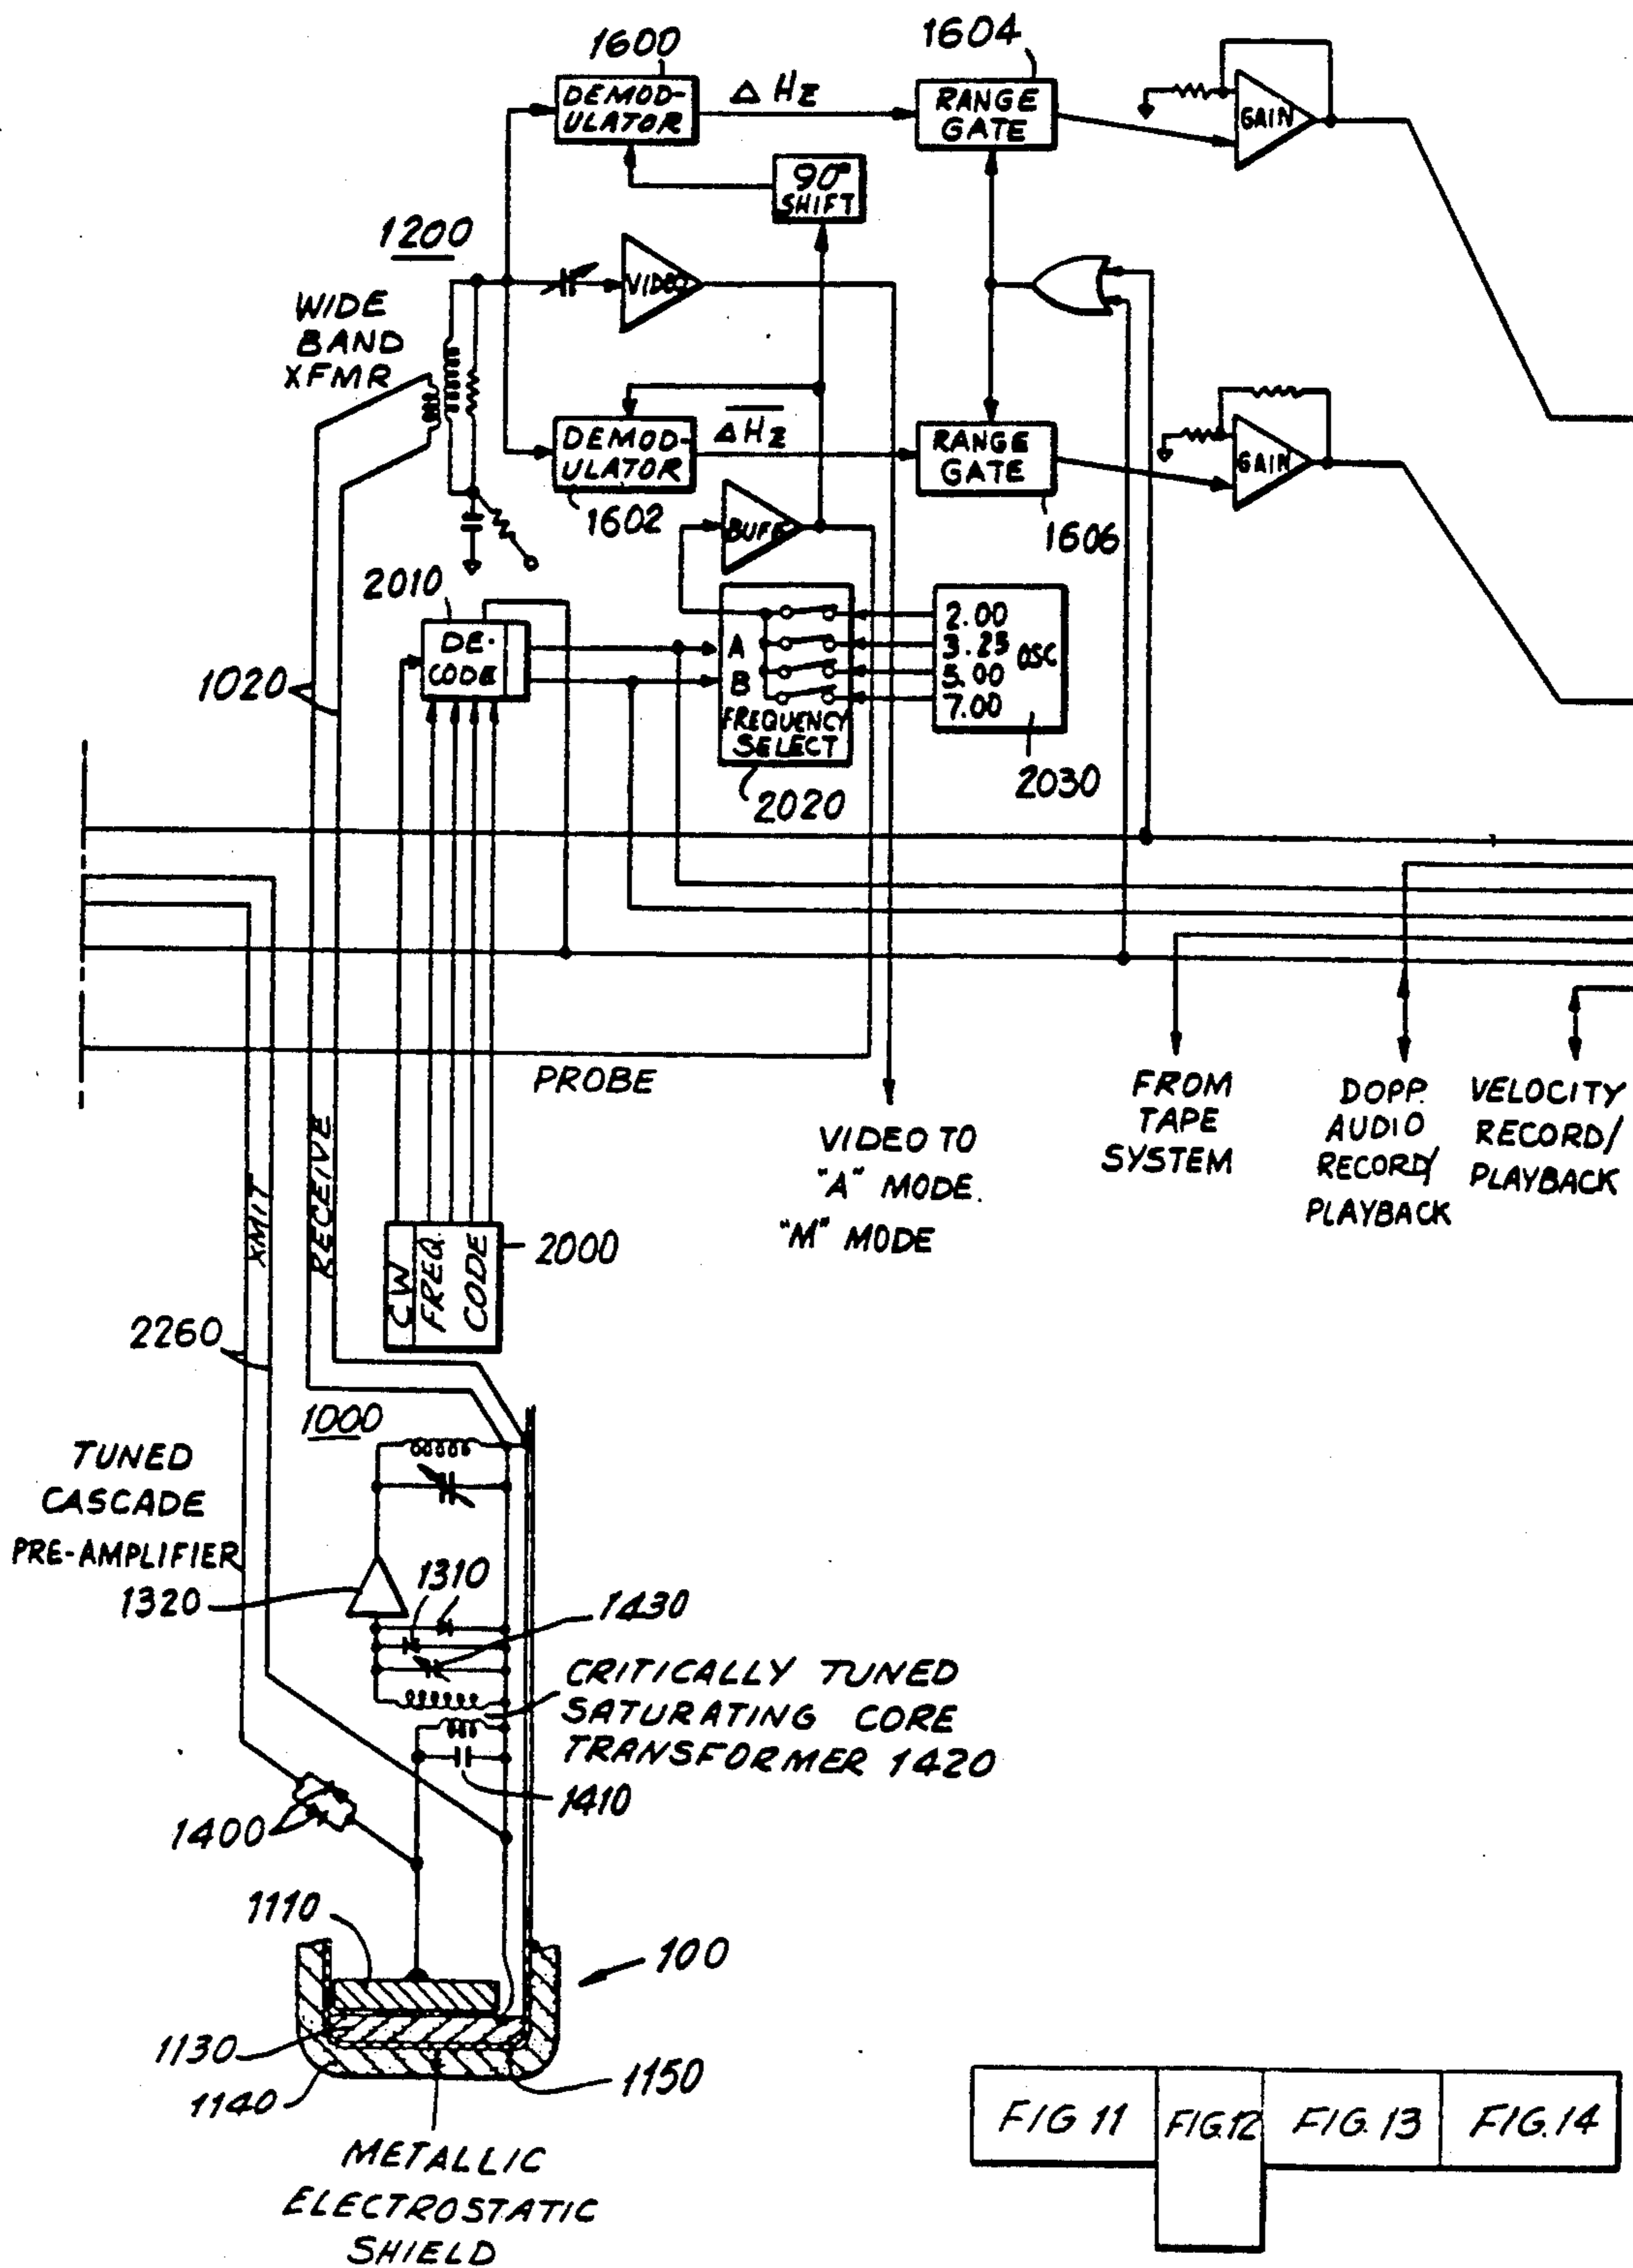 1600
1604
DEMOD-
ULATOR
Δ Hz
RANGE
GATE
GAIN
90°
SHIFT
1200
VIDEO
WIDE
BAND
XFMR
DEMOD-
ULATOR
Δ Hz
RANGE
GATE
GAIN
1602
BUFF
1606
2010
DE-
CODE
A
B
FREQUENCY
SELECT
2.00
3.25
5.00
7.00
OSC
1020
2020
2030
PROBE
FROM
TAPE
SYSTEM
DOPP.
AUDIO
RECORD/
PLAYBACK
VELOCITY
RECORD/
PLAYBACK
VIDEO TO
"A" MODE.
"M" MODE
XMIT
RECEIVE
CW
FREQ.
CODE
2000
2260
1000
TUNED
CASCADE
PRE-AMPLIFIER
1320
1310
1430
CRITICALLY TUNED
SATURATING CORE
TRANSFORMER 1420
1410
1400
1110
100
1130
1140
1150
METALLIC
ELECTROSTATIC
SHIELD
FIG 11
FIG.12
FIG.13
FIG.14